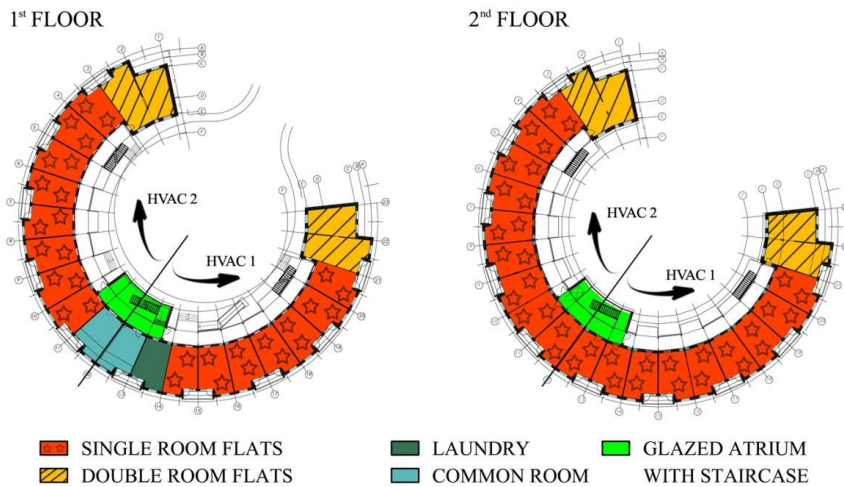 1st FLOOR
2nd FLOOR
HVAC 2
HVAC 1
HVAC 2
HVAC 1
SINGLE ROOM FLATS
DOUBLE ROOM FLATS
LAUNDRY
COMMON ROOM
GLAZED ATRIUM
WITH STAIRCASE